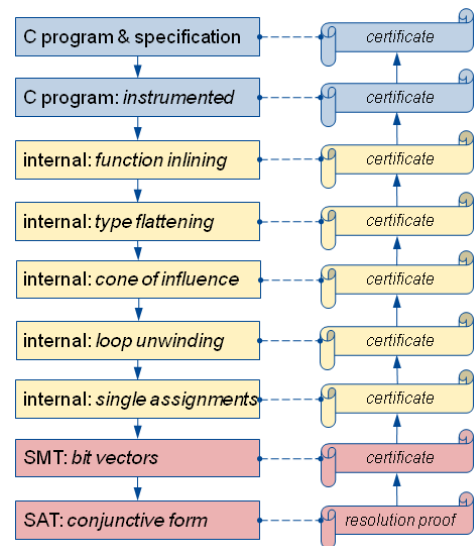 C program & specification
certificate
C program: instrumented
certificate
internal: function inlining
certificate
internal: type flattening
certificate
internal: cone of influence
certificate
internal: loop unwinding
certificate
internal: single assignments
certificate
SMT: bit vectors
certificate
SAT: conjunctive form
resolution proof